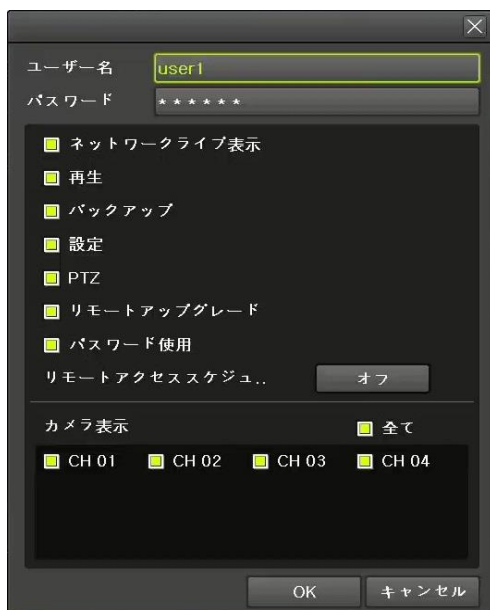 ユーザー名 user1
パスワード ******
ネットワークライブ表示
再生
バックアップ
設定
PTZ
リモートアップグレード
パスワード使用
リモートアクセススケジュ.. オフ
カメラ表示 全て
CH 01 CH 02 CH 03 CH 04
OK キャンセル